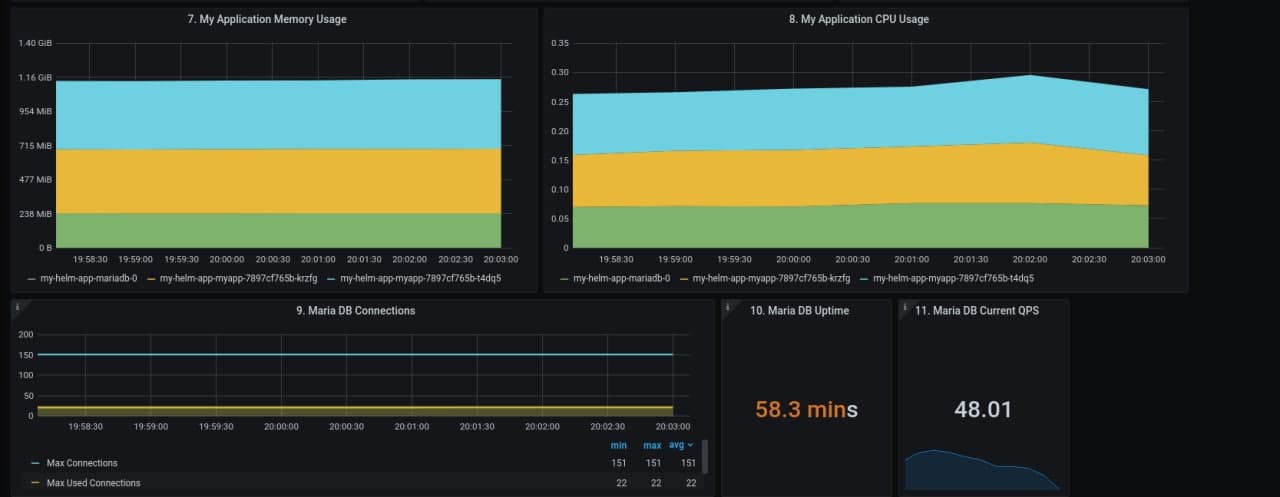 7. My Application Memory Usage
1.40 GiB
1.16 GiB
954 MiB
715 MiB
477 MiB
238 MiB
0 B
19:58:30 19:59:00 19:59:30 20:00:00 20:00:30 20:01:00 20:01:30 20:02:00 20:02:30 20:03:00
my-helm-app-mariadb-0 my-helm-app-myapp-7897cf765b-krzfg my-helm-app-myapp-7897cf765b-t4dq5
8. My Application CPU Usage
0.35
0.30
0.25
0.20
0.15
0.10
0.05
0
19:58:30 19:59:00 19:59:30 20:00:00 20:00:30 20:01:00 20:01:30 20:02:00 20:02:30 20:03:00
my-helm-app-mariadb-0 my-helm-app-myapp-7897cf765b-krzfg my-helm-app-myapp-7897cf765b-t4dq5
i
9. Maria DB Connections
200
150
100
50
0
19:58:30 19:59:00 19:59:30 20:00:00 20:00:30 20:01:00 20:01:30 20:02:00 20:02:30 20:03:00
min max avg
Max Connections 151 151 151
Max Used Connections 22 22 22
i
10. Maria DB Uptime
58.3 mins
i
11. Maria DB Current QPS
48.01